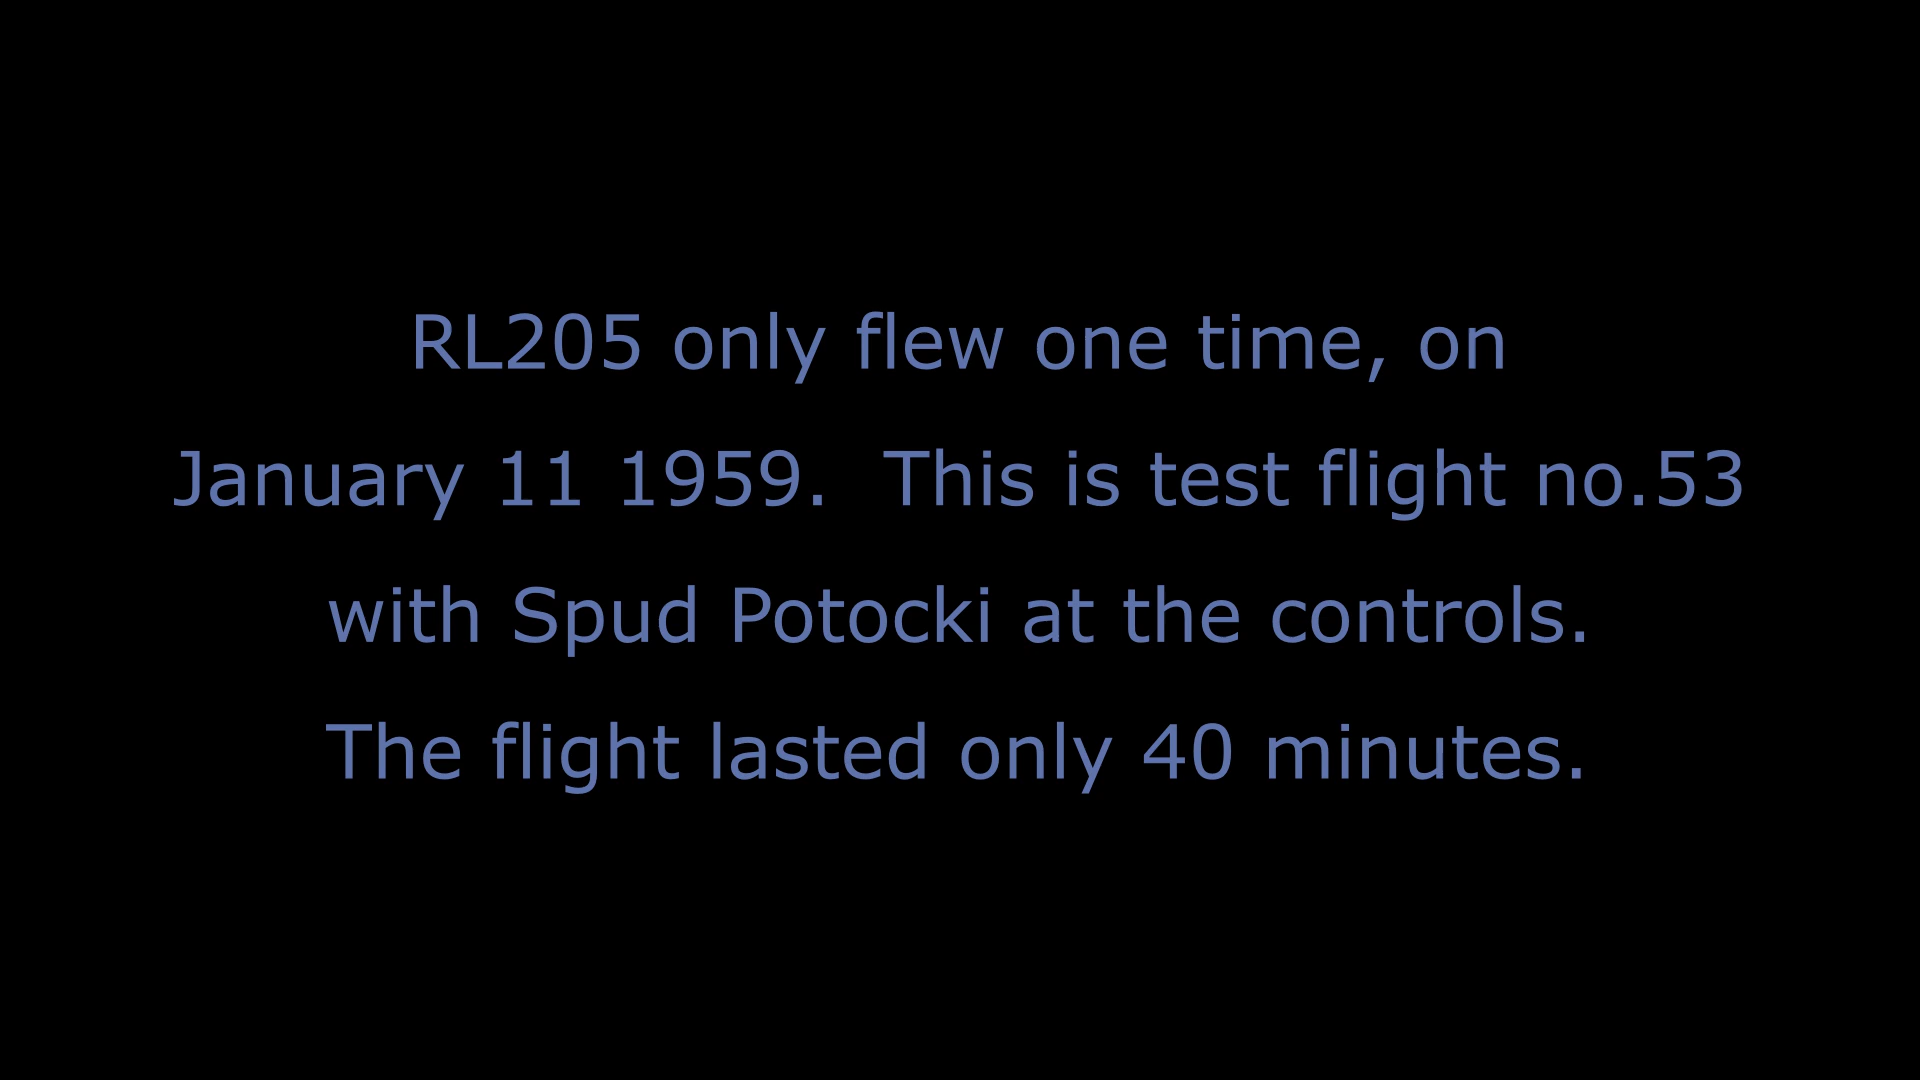 RL205 only flew one time, on
January 11 1959.  This is test flight no.53
with Spud Potocki at the controls.
The flight lasted only 40 minutes.